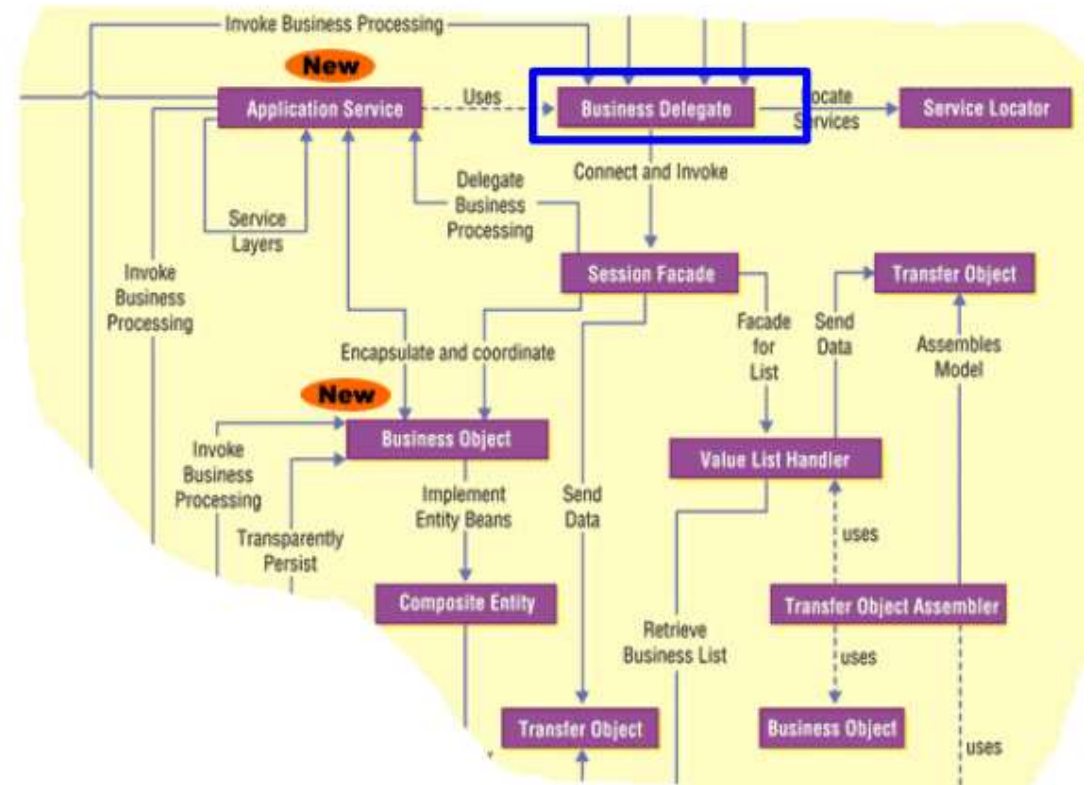 Invoke Business Processing
New
Application Service
Uses
Business Delegate
Locate
Services
Service Locator
Connect and Invoke
Delegate
Business
Processing
Service
Layers
Session Facade
Transfer Object
Invoke
Business
Processing
Facade
for
List
Send
Data
Assembles
Model
Encapsulate and coordinate
New
Business Object
Value List Handler
Invoke
Business
Processing
Implement
Entity Beans
Send
Data
Transparently
Persist
uses
Composite Entity
Transfer Object Assembler
Retrieve
Business List
uses
Transfer Object
Business Object
uses